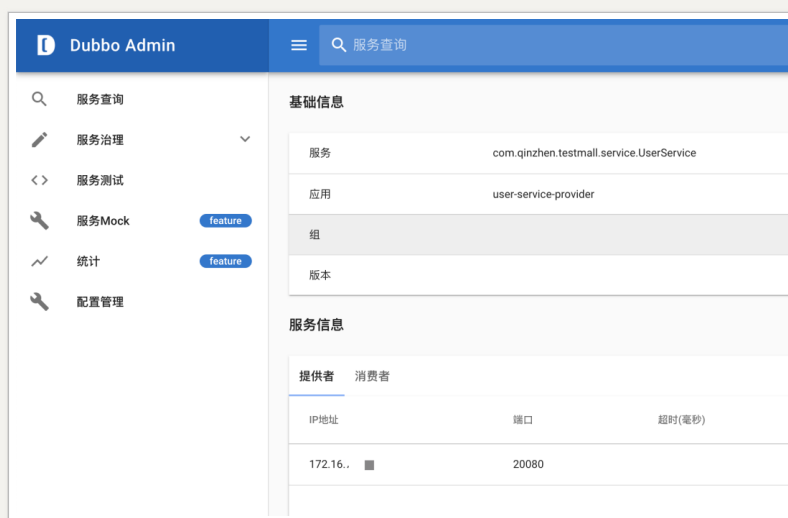 Dubbo Admin
服务查询
服务查询
服务治理
服务测试
服务Mock feature
统计 feature
配置管理
基础信息
服务 com.qinzhen.testmall.service.UserService
应用 user-service-provider
组
版本
服务信息
提供者 消费者
IP地址 端口 超时(毫秒)
172.16.. 20080